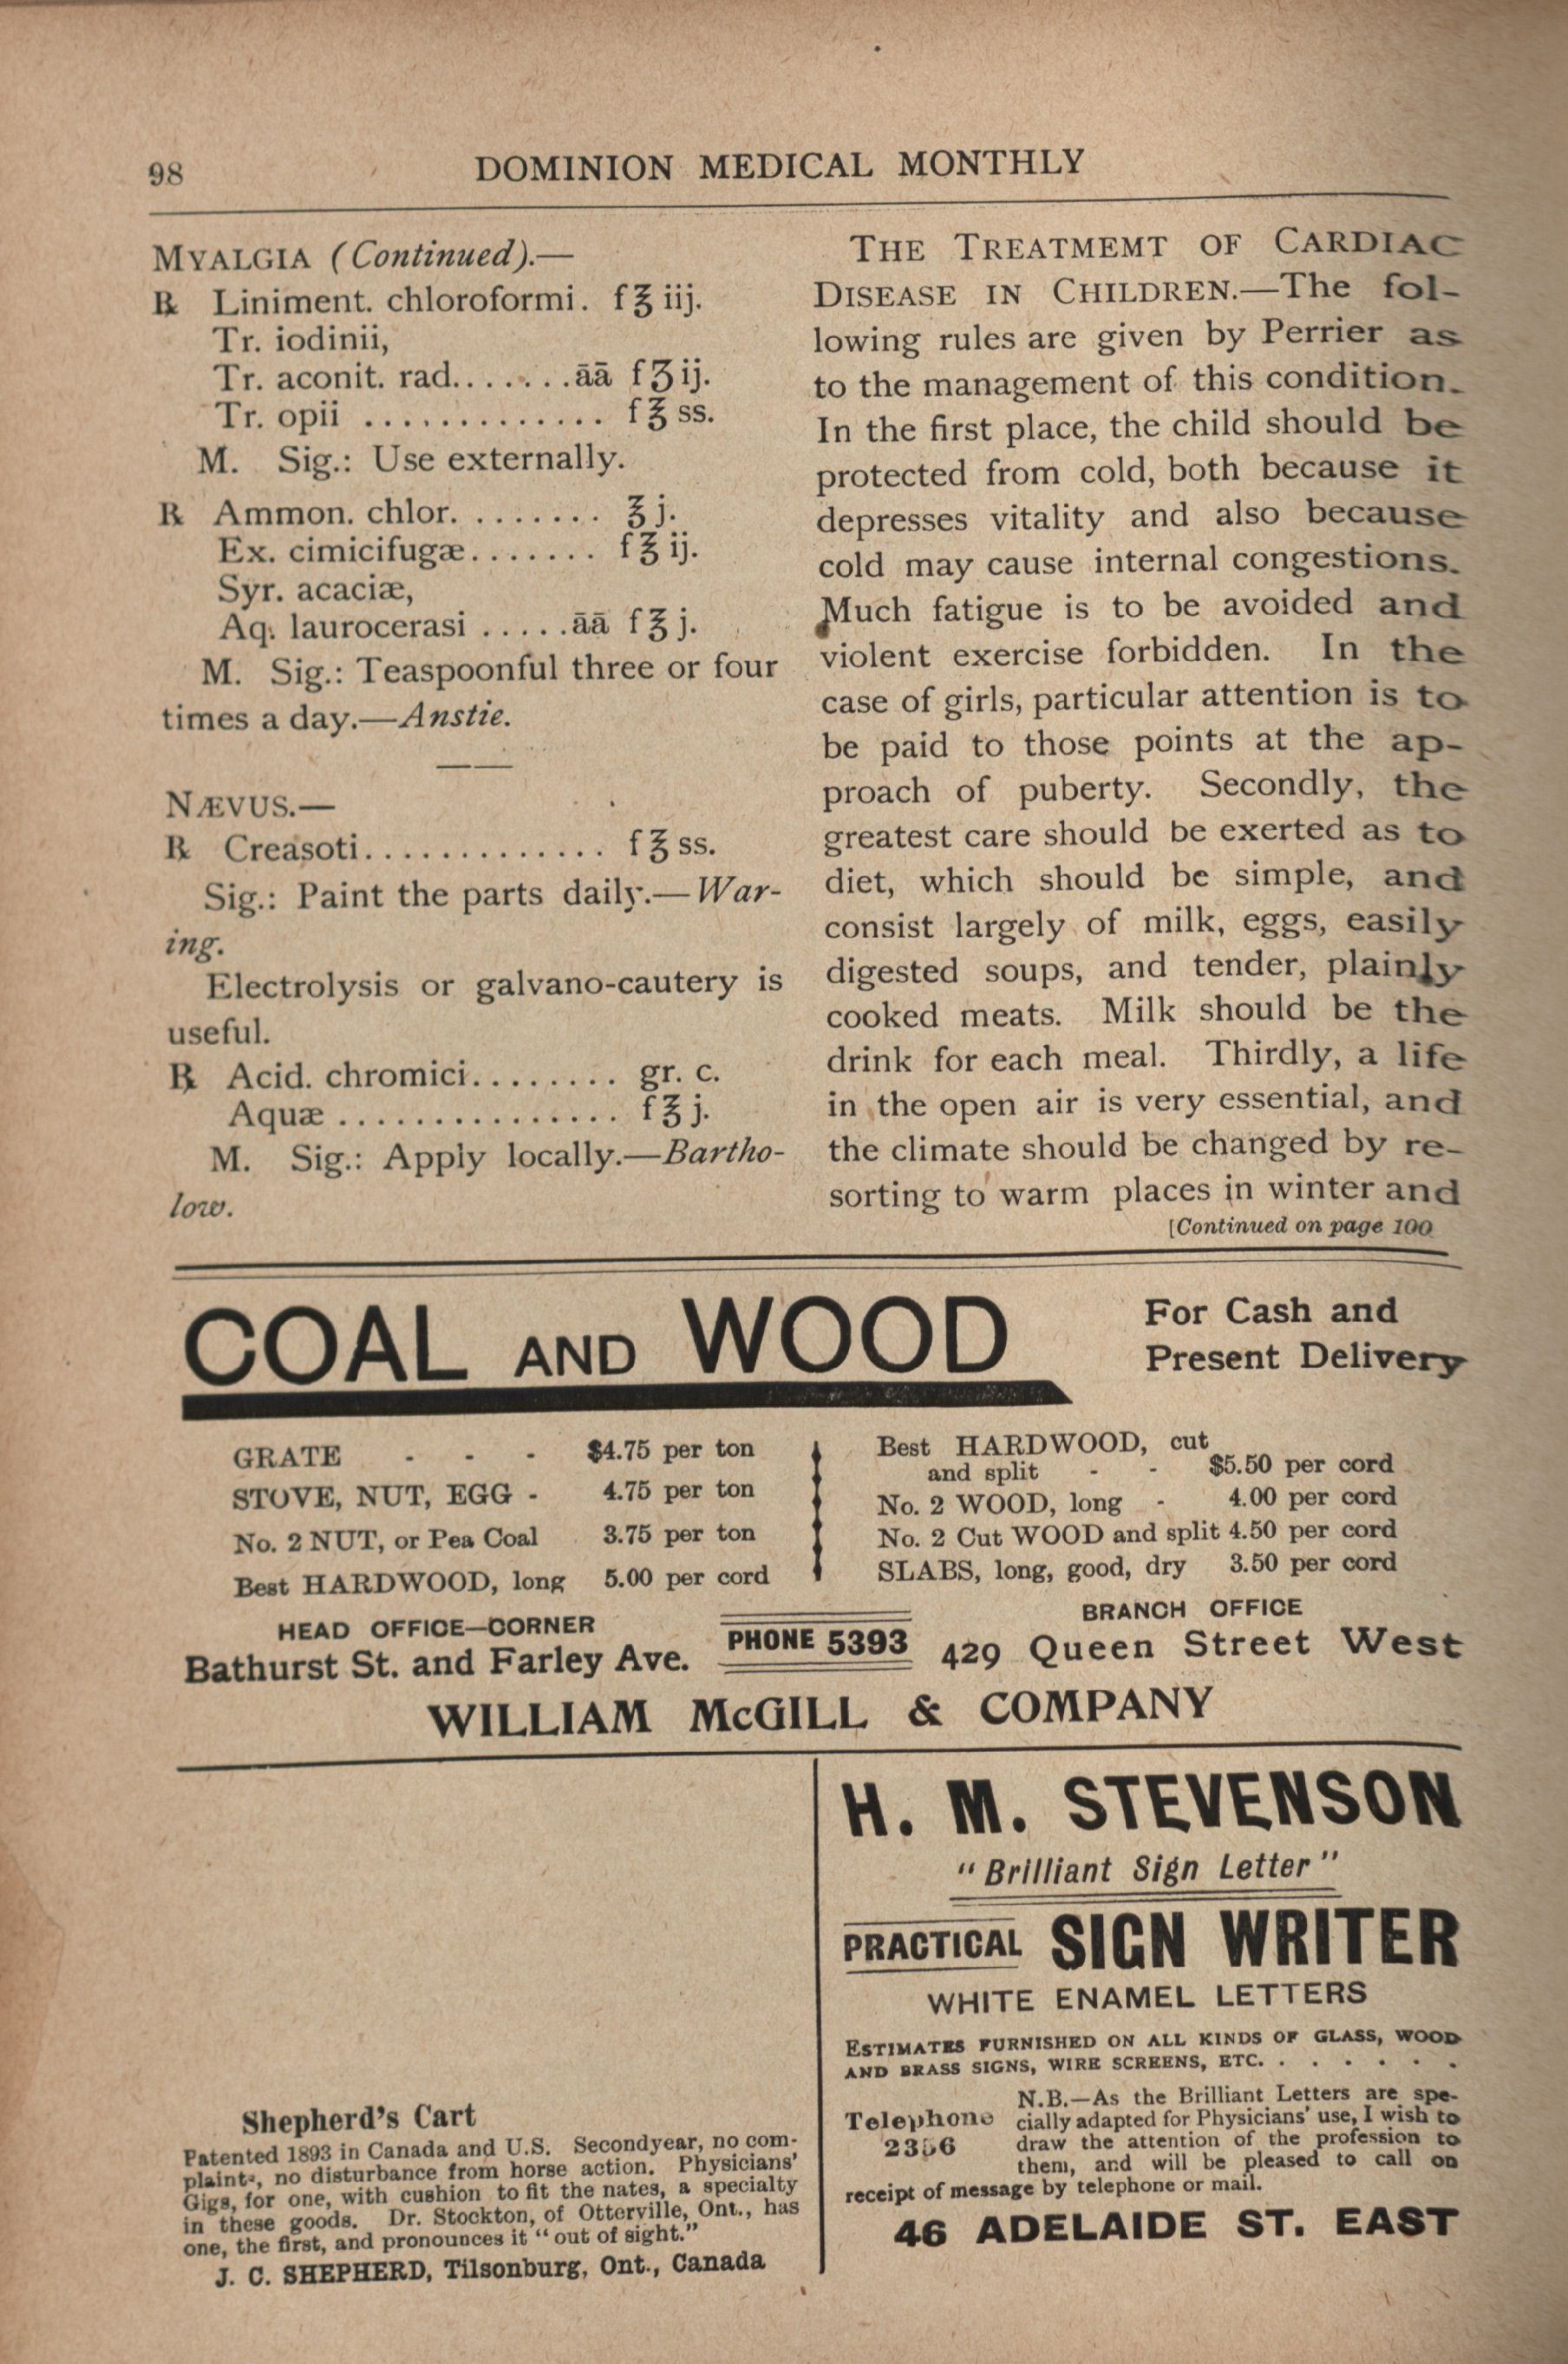 98
DOMINION MEDICAL MONTHLY
MYALGIA (Continued).—
℞ Liniment. chloroformi. f℥iij.
Tr. iodinii,
Tr. aconit. rad.......āā fʒij.
Tr. opii ............. f℥ss.
M. Sig.: Use externally.
℞ Ammon. chlor. ....... ℥j.
Ex. cimicifugæ....... f℥ij.
Syr. acaciæ,
Aq. laurocerasi .....āā f℥j.
M. Sig.: Teaspoonful three or four
times a day.—Anstie.
NÆVUS.—
℞ Creasoti............. f℥ss.
Sig.: Paint the parts daily.—War-
ing.
Electrolysis or galvano-cautery is
useful.
℞ Acid. chromici........ gr. c.
Aquæ ............... f℥j.
M. Sig.: Apply locally.—Bartho-
low.
THE TREATMEMT OF CARDIAC
DISEASE IN CHILDREN.—The fol-
lowing rules are given by Perrier as
to the management of this condition.
In the first place, the child should be
protected from cold, both because it
depresses vitality and also because
cold may cause internal congestions.
Much fatigue is to be avoided and
violent exercise forbidden. In the
case of girls, particular attention is to
be paid to those points at the ap-
proach of puberty. Secondly, the
greatest care should be exerted as to
diet, which should be simple, and
consist largely of milk, eggs, easily
digested soups, and tender, plainly
cooked meats. Milk should be the
drink for each meal. Thirdly, a life
in the open air is very essential, and
the climate should be changed by re-
sorting to warm places in winter and
[Continued on page 100
COAL AND WOOD
For Cash and
Present Delivery
GRATE - - - $4.75 per ton
STOVE, NUT, EGG - 4.75 per ton
No. 2 NUT, or Pea Coal 3.75 per ton
Best HARDWOOD, long 5.00 per cord
Best HARDWOOD, cut
and split - - $5.50 per cord
No. 2 WOOD, long - 4.00 per cord
No. 2 Cut WOOD and split 4.50 per cord
SLABS, long, good, dry 3.50 per cord
HEAD OFFICE—CORNER
Bathurst St. and Farley Ave.
PHONE 5393
BRANCH OFFICE
429 Queen Street West
WILLIAM McGILL & COMPANY
Shepherd's Cart
Patented 1893 in Canada and U.S. Secondyear, no com-
plaints, no disturbance from horse action. Physicians'
Gigs, for one, with cushion to fit the nates, a specialty
in these goods. Dr. Stockton, of Otterville, Ont., has
one, the first, and pronounces it "out of sight."
J. C. SHEPHERD, Tilsonburg, Ont., Canada
H. M. STEVENSON
"Brilliant Sign Letter"
PRACTICAL SIGN WRITER
WHITE ENAMEL LETTERS
ESTIMATES FURNISHED ON ALL KINDS OF GLASS, WOOD
AND BRASS SIGNS, WIRE SCREENS, ETC. . . . . . .
Telephone
2356
N.B.—As the Brilliant Letters are spe-
cially adapted for Physicians' use, I wish to
draw the attention of the profession to
them, and will be pleased to call on
receipt of message by telephone or mail.
46 ADELAIDE ST. EAST